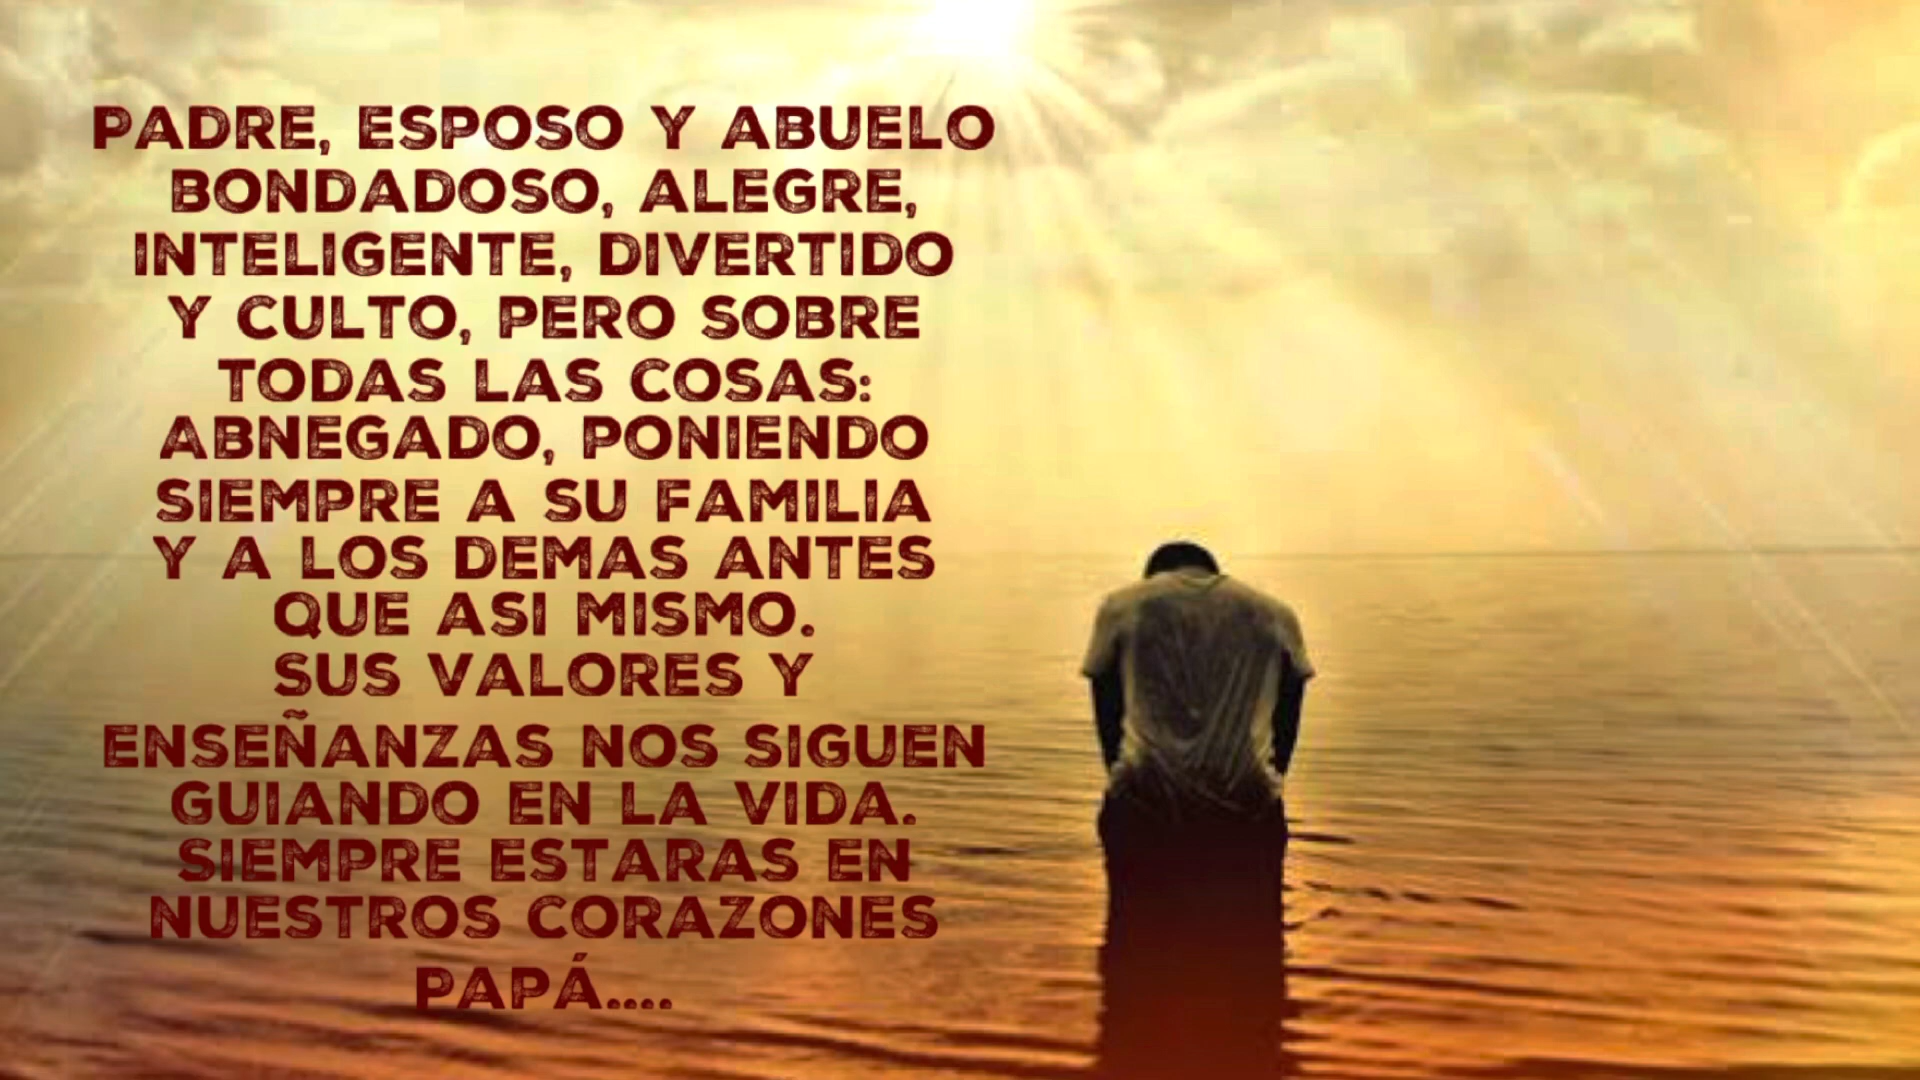 PADRE, ESPOSO Y ABUELO
BONDADOSO, ALEGRE,
INTELIGENTE, DIVERTIDO
Y CULTO, PERO SOBRE
TODAS LAS COSAS:
ABNEGADO, PONIENDO
SIEMPRE A SU FAMILIA
Y A LOS DEMAS ANTES
QUE ASI MISMO.
SUS VALORES Y
ENSEÑANZAS NOS SIGUEN
GUIANDO EN LA VIDA.
SIEMPRE ESTARAS EN
NUESTROS CORAZONES
PAPÁ....